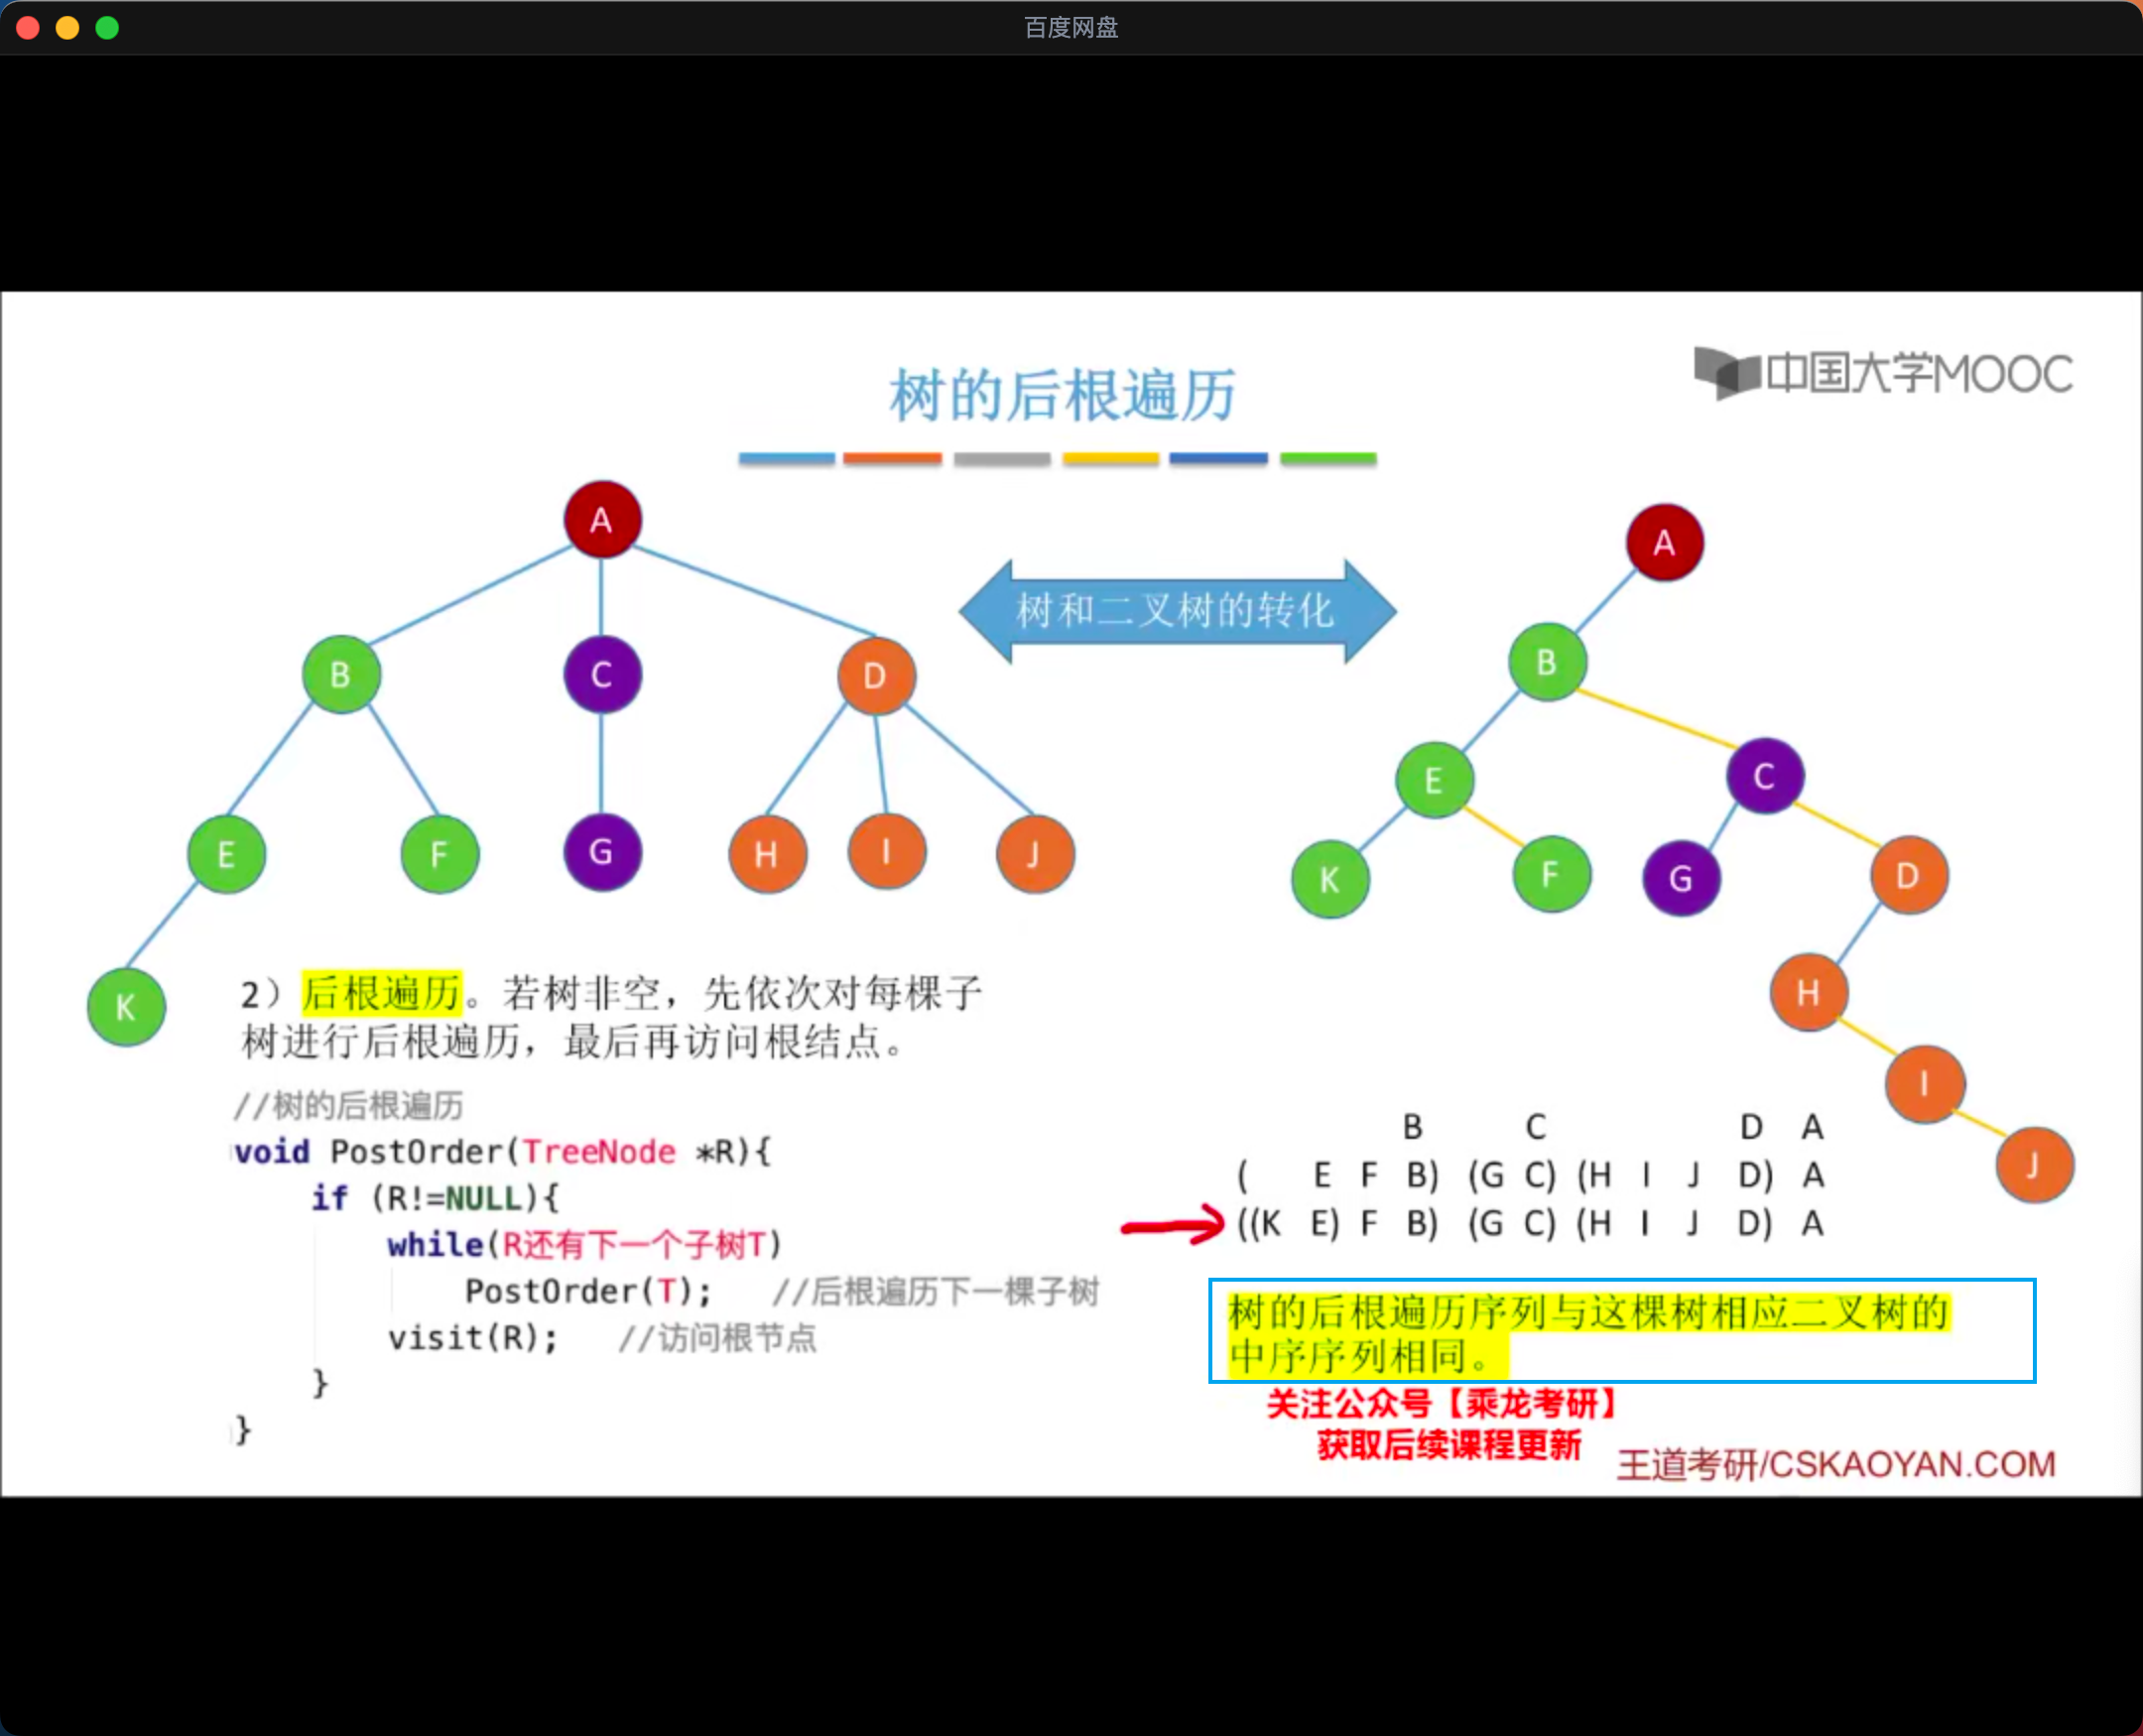 百度网盘
中国大学MOOC
树的后根遍历
A
B
C
D
E
F
G
H
I
J
K
树和二叉树的转化
A
B
E
C
K
F
G
D
H
I
J
2）后根遍历。若树非空，先依次对每棵子
树进行后根遍历，最后再访问根结点。
//树的后根遍历
void PostOrder(TreeNode *R){
if (R!=NULL){
while(R还有下一个子树T)
PostOrder(T); //后根遍历下一棵子树
visit(R); //访问根节点
}
}
B C D A
( E F B) (G C) (H I J D) A
((K E) F B) (G C) (H I J D) A
树的后根遍历序列与这棵树相应二叉树的
中序序列相同。
关注公众号【乘龙考研】
获取后续课程更新
王道考研/CSKAOYAN.COM